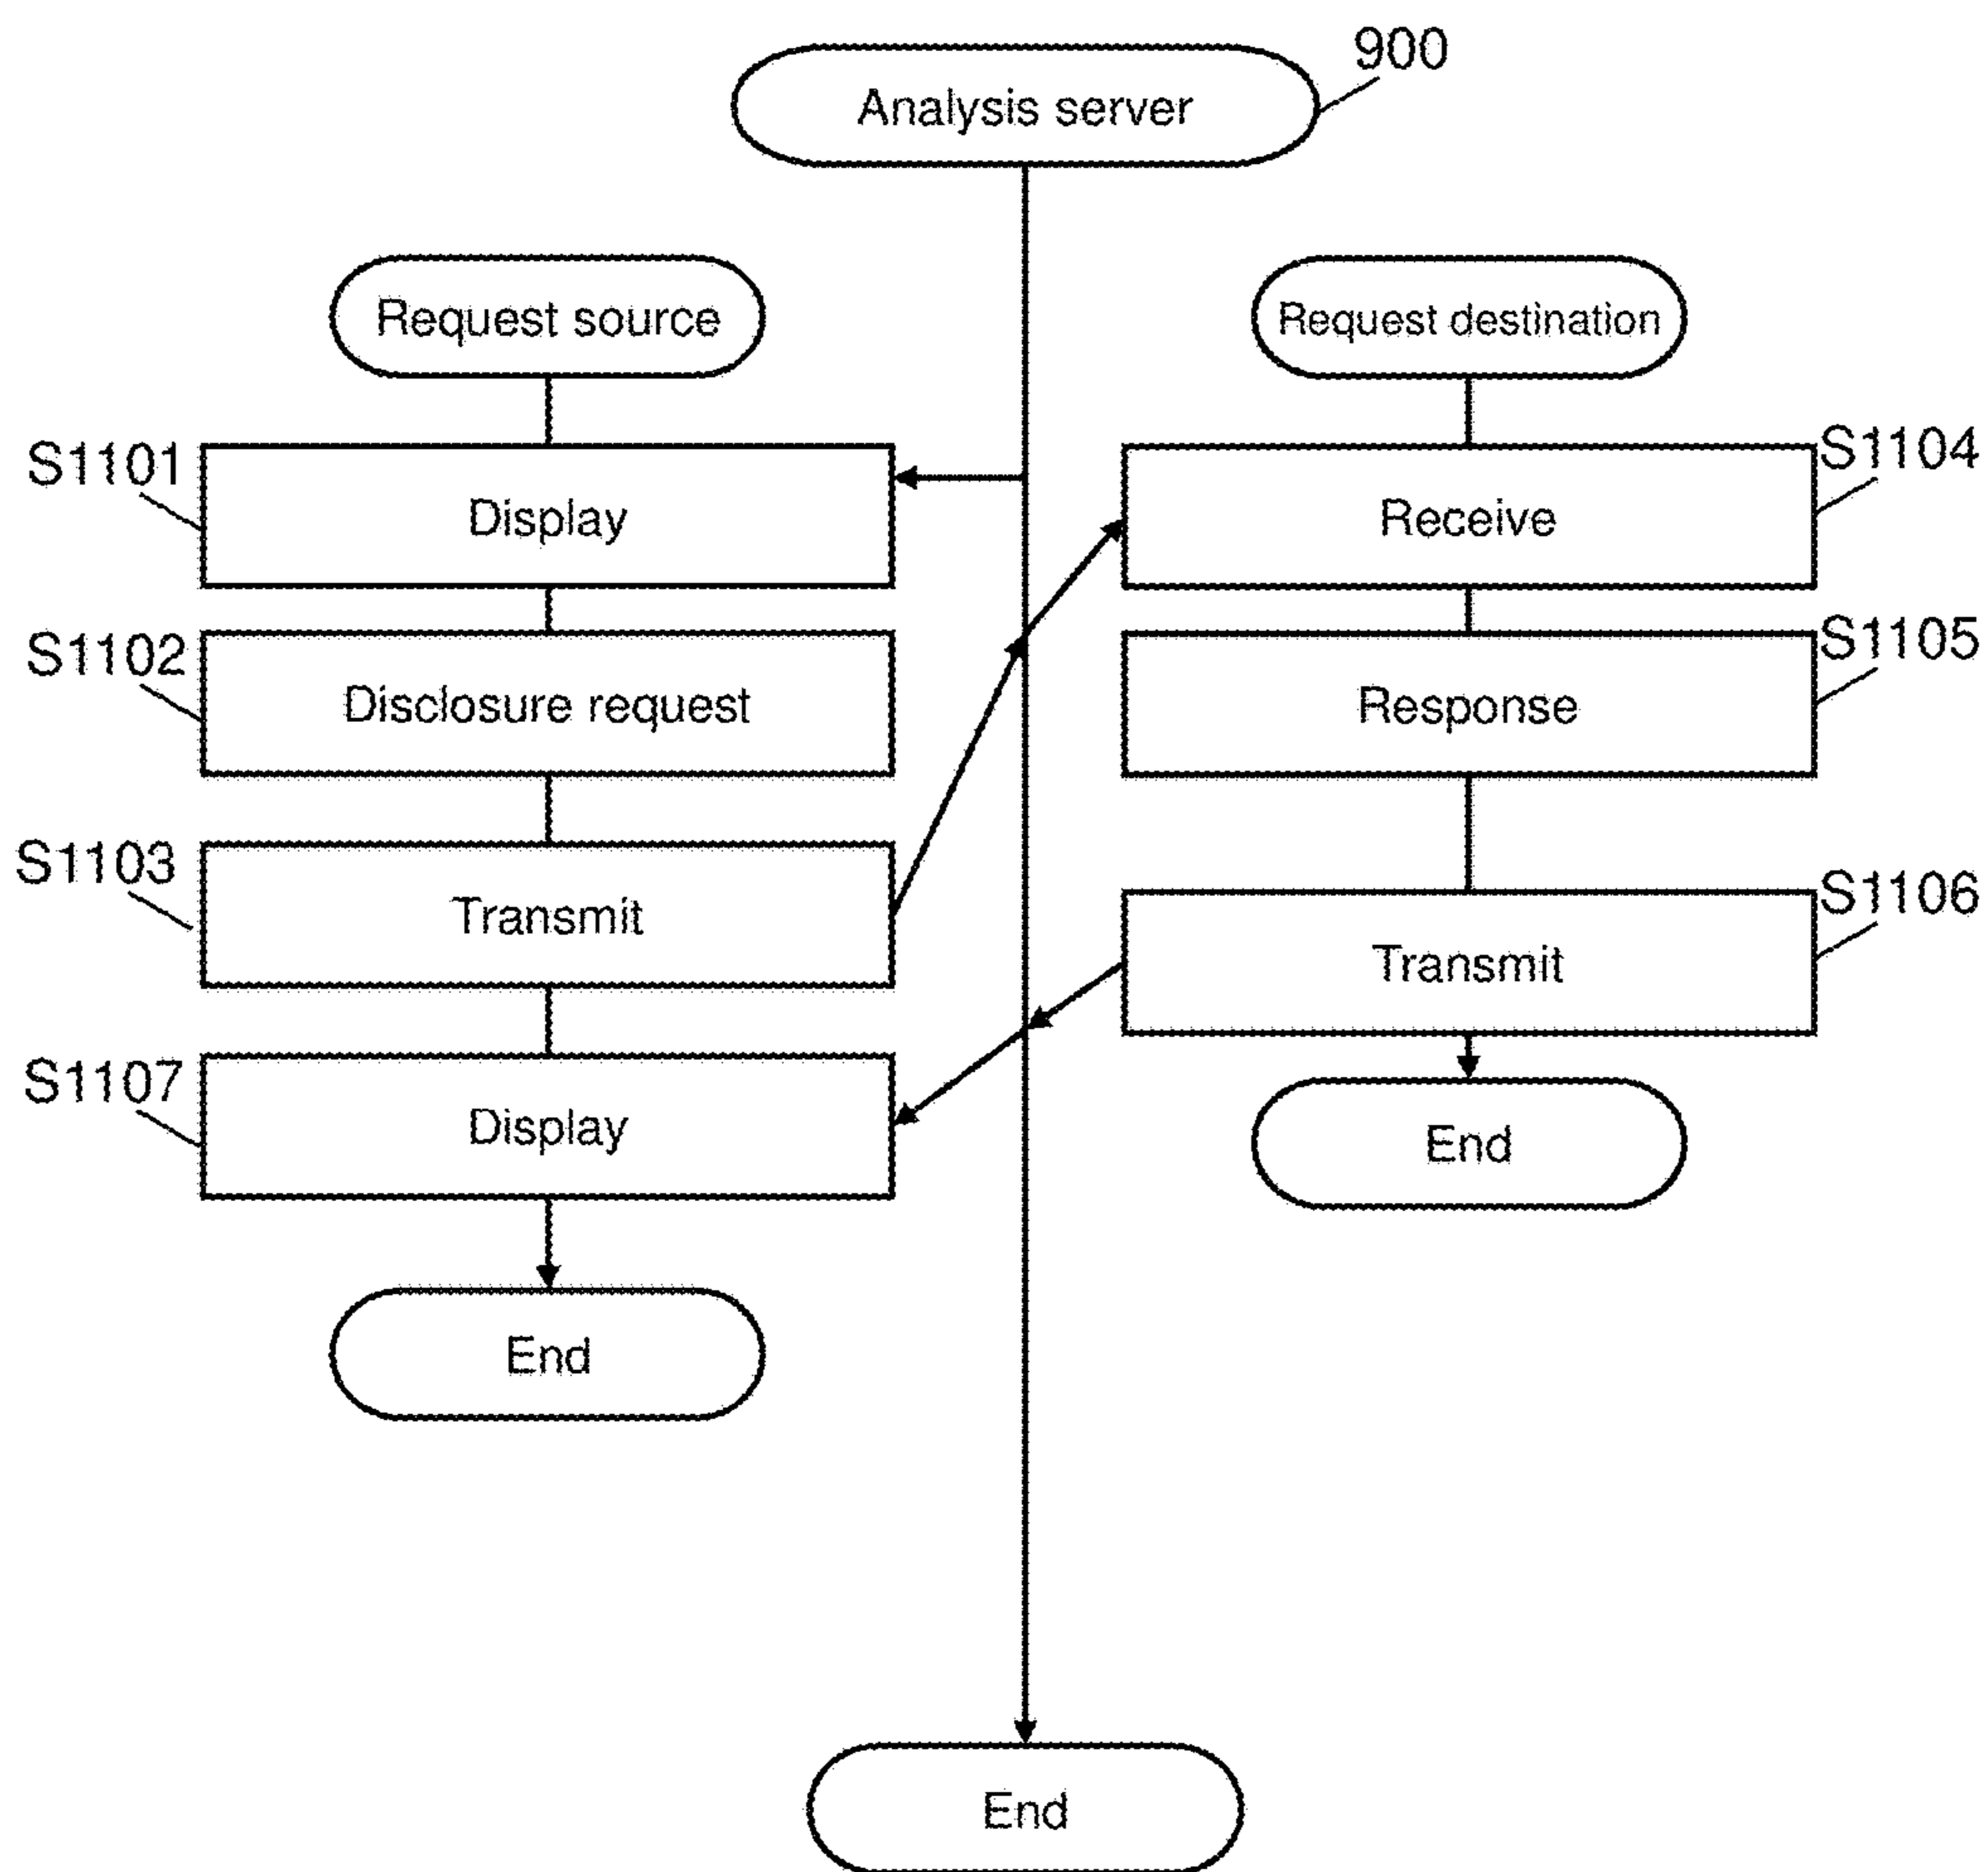 900
Analysis server
Request source
Request destination
S1101
Display
S1104
Receive
S1102
Disclosure request
S1105
Response
S1103
Transmit
S1106
Transmit
S1107
Display
End
End
End